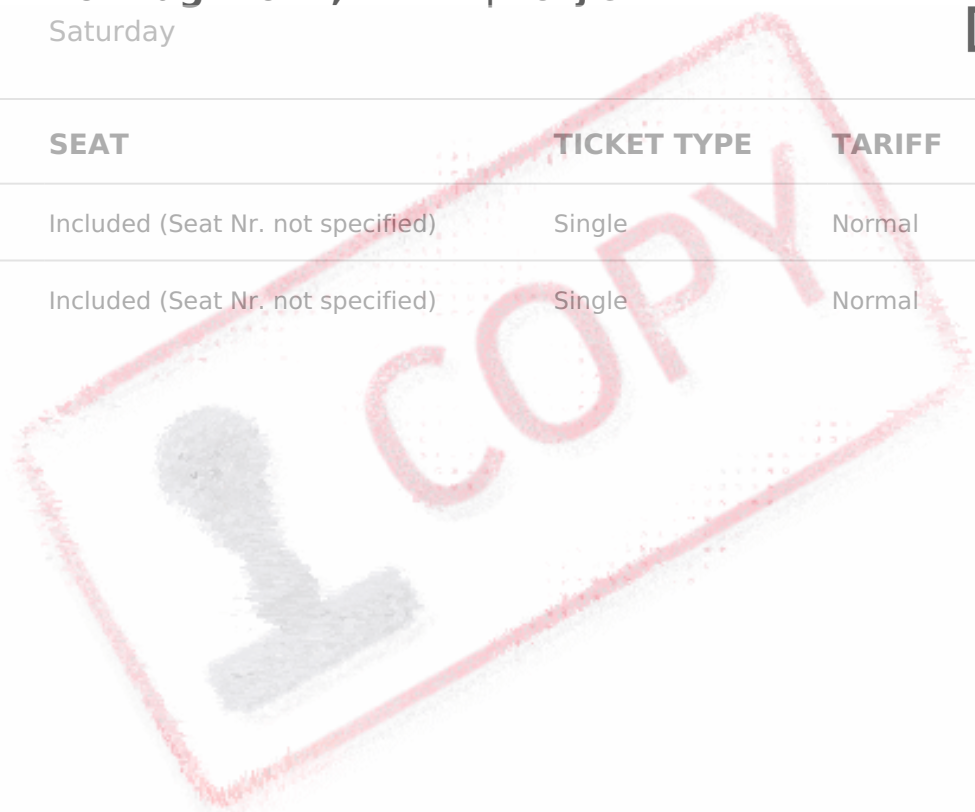 Saturday
SEAT TICKET TYPE TARIFF
Included (Seat Nr. not specified) Single Normal
Included (Seat Nr. not specified) Single Normal
COPY